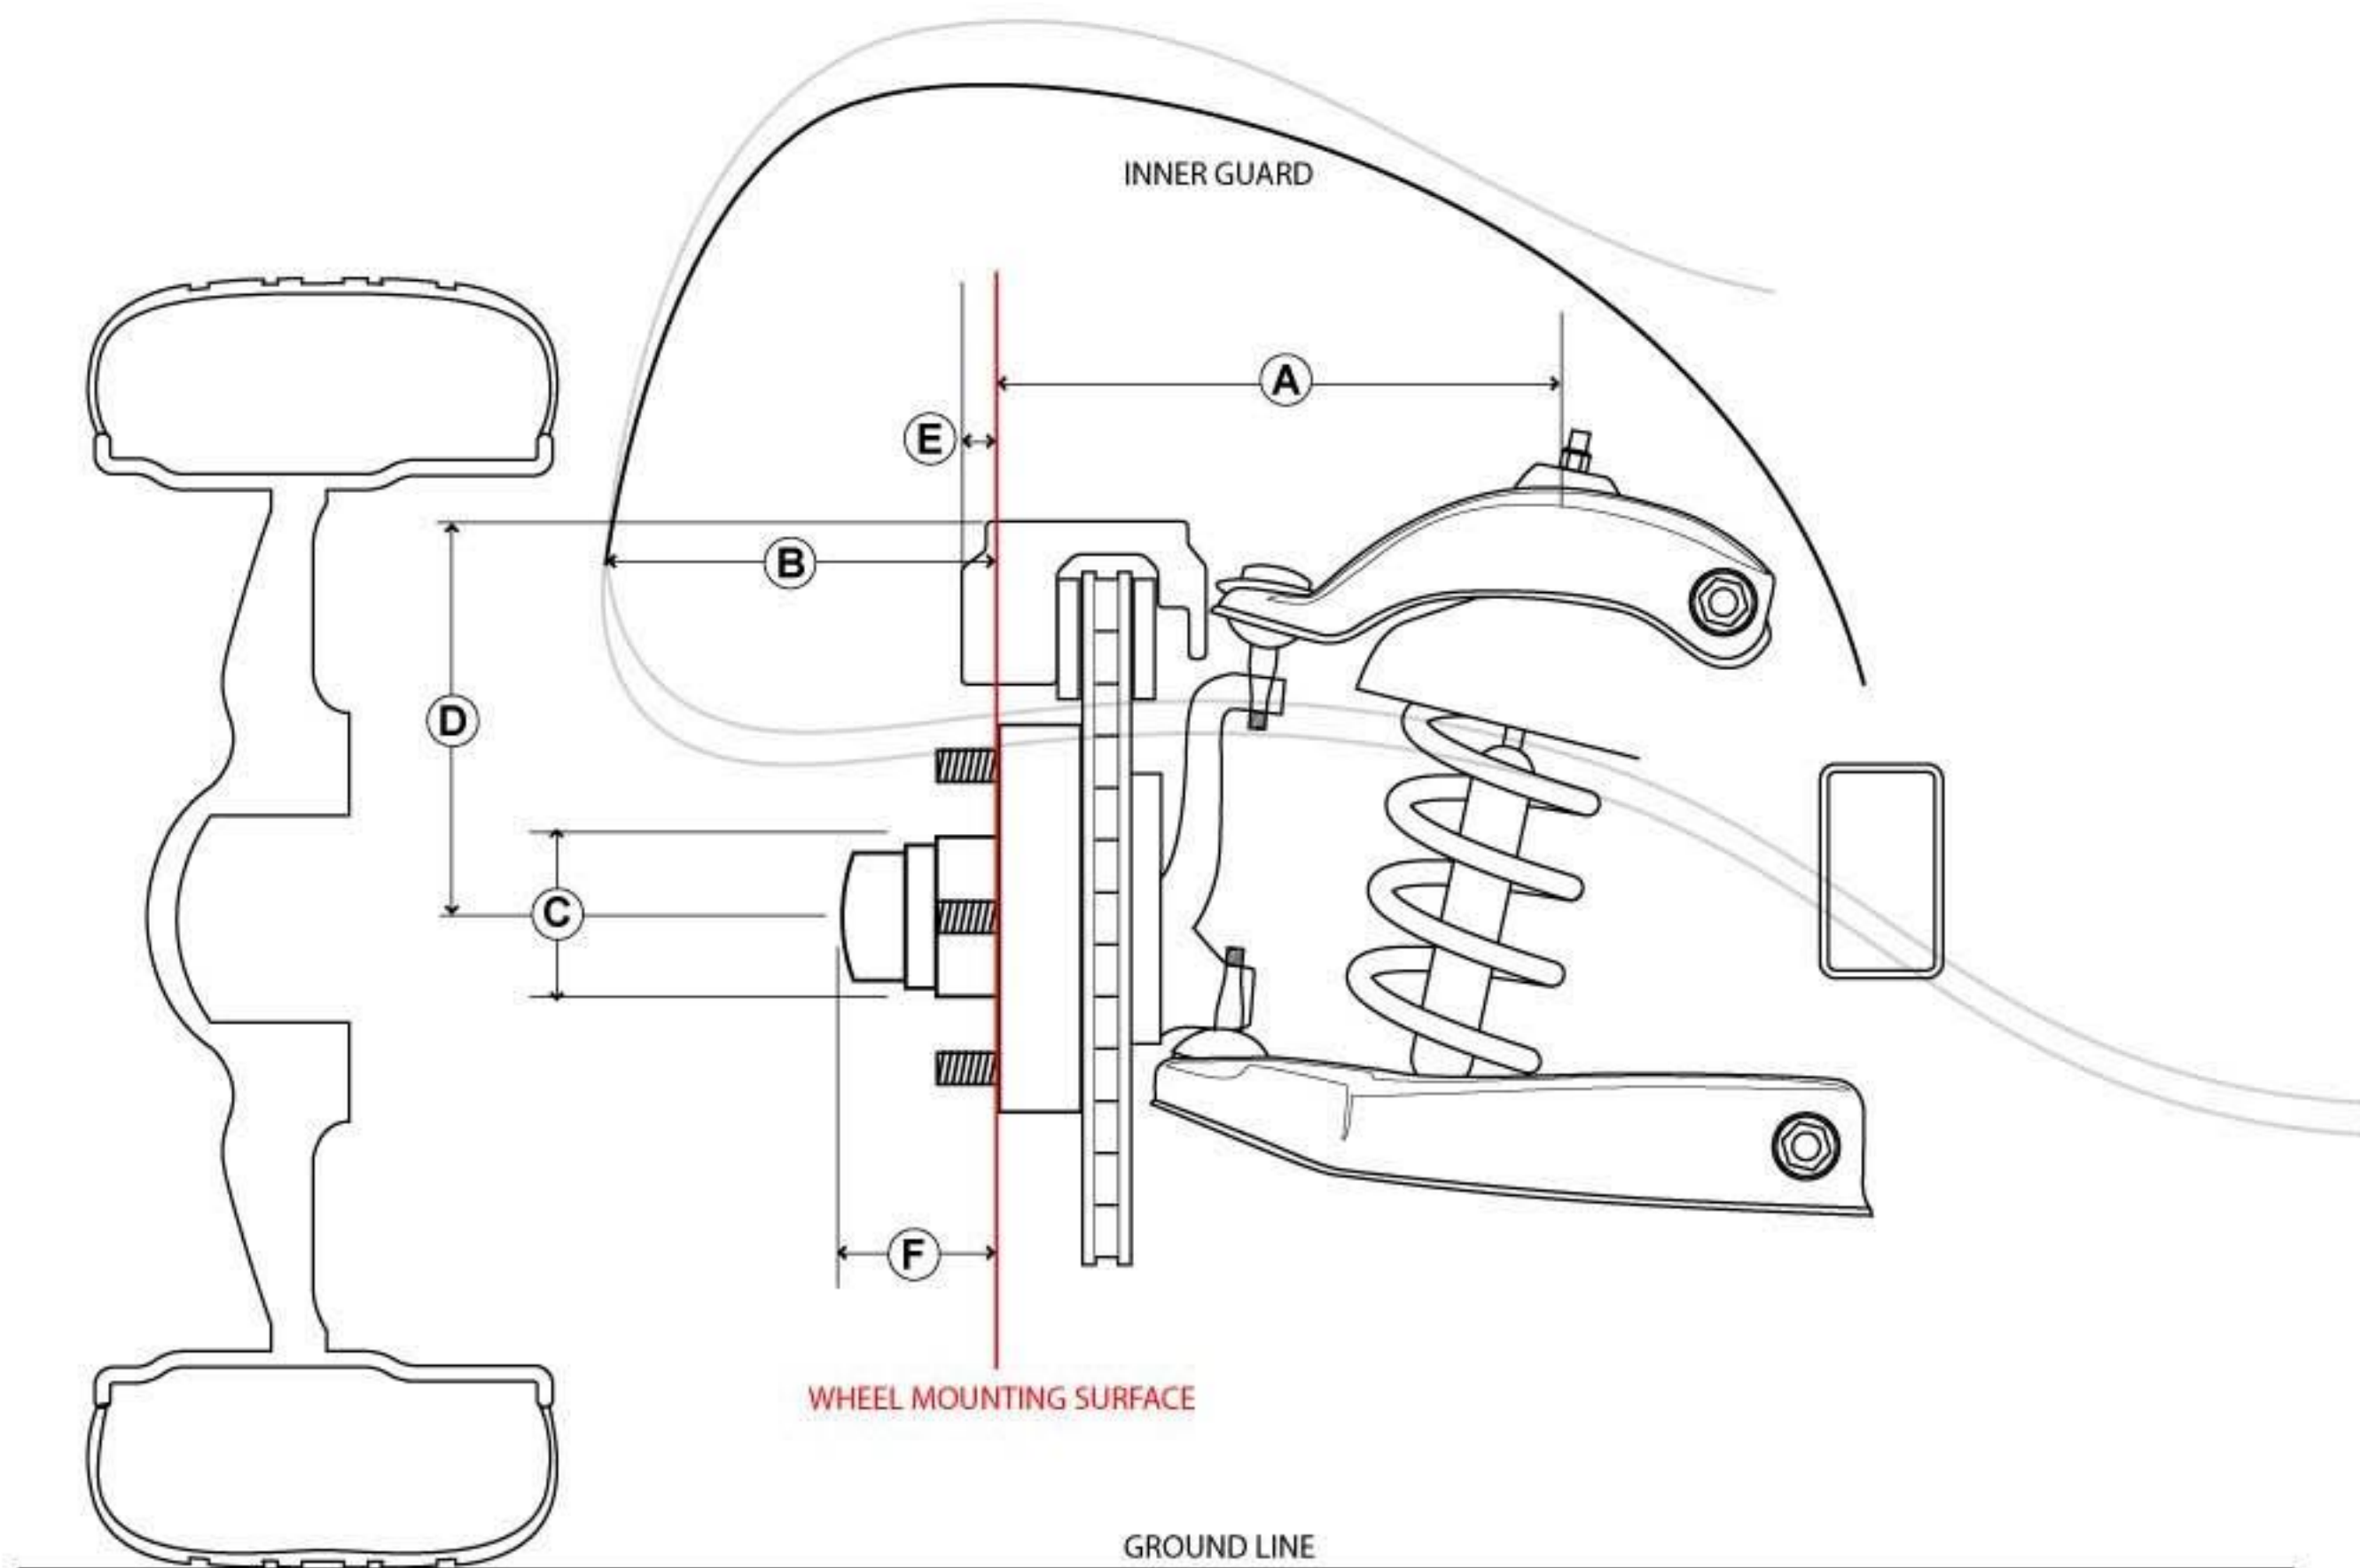 INNER GUARD
A
E
B
D
C
F
WHEEL MOUNTING SURFACE
GROUND LINE